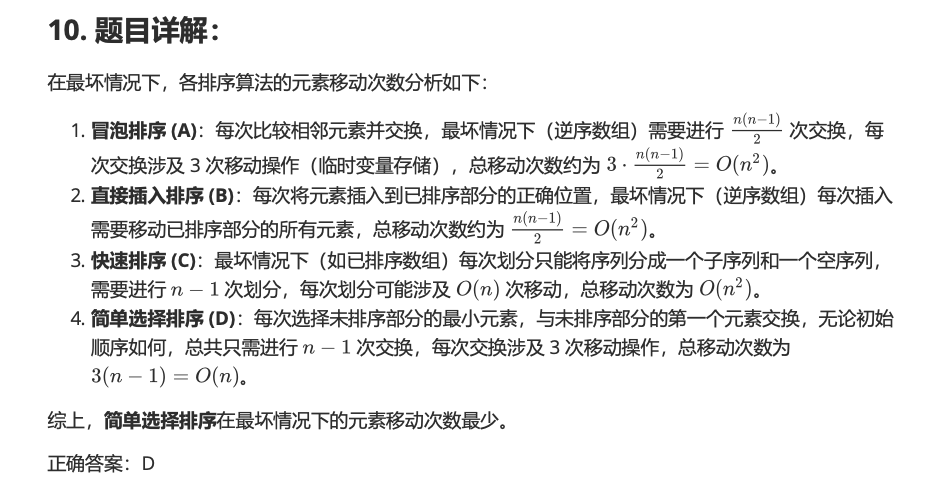 10. 题目详解：
在最坏情况下，各排序算法的元素移动次数分析如下：
1. 冒泡排序 (A)：每次比较相邻元素并交换，最坏情况下（逆序数组）需要进行 $\frac{n(n-1)}{2}$ 次交换，每
次交换涉及 3 次移动操作（临时变量存储），总移动次数约为 $3 \cdot \frac{n(n-1)}{2} = O(n^2)$。
2. 直接插入排序 (B)：每次将元素插入到已排序部分的正确位置，最坏情况下（逆序数组）每次插入
需要移动已排序部分的所有元素，总移动次数约为 $\frac{n(n-1)}{2} = O(n^2)$。
3. 快速排序 (C)：最坏情况下（如已排序数组）每次划分只能将序列分成一个子序列和一个空序列，
需要进行 $n-1$ 次划分，每次划分可能涉及 $O(n)$ 次移动，总移动次数为 $O(n^2)$。
4. 简单选择排序 (D)：每次选择未排序部分的最小元素，与未排序部分的第一个元素交换，无论初始
顺序如何，总共只需进行 $n-1$ 次交换，每次交换涉及 3 次移动操作，总移动次数为
$3(n-1) = O(n)$。
综上，简单选择排序在最坏情况下的元素移动次数最少。
正确答案：D